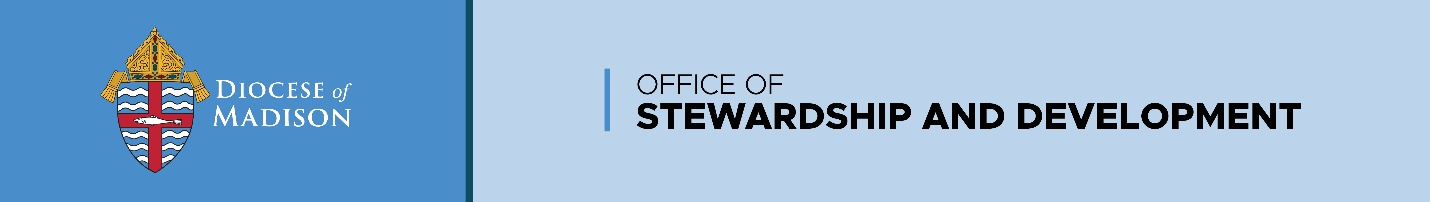 DIOCESE of
MADISON
OFFICE OF
STEWARDSHIP AND DEVELOPMENT